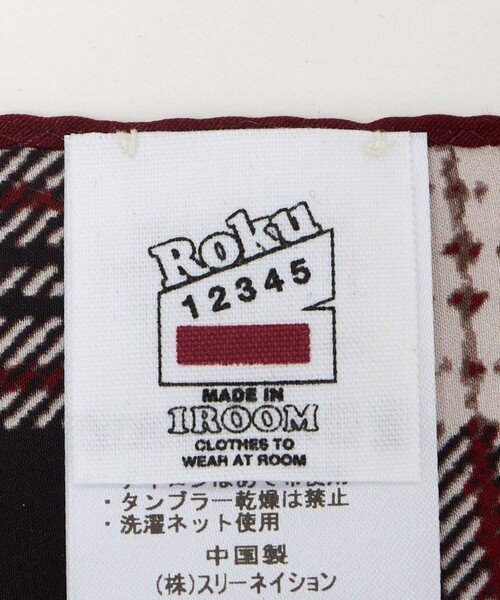 Roku
12345
MADE IN
IROOM
CLOTHES TO
WEAR AT ROOM
・タンブラー乾燥は禁止
・洗濯ネット使用
中国製
(株)スリーネイション